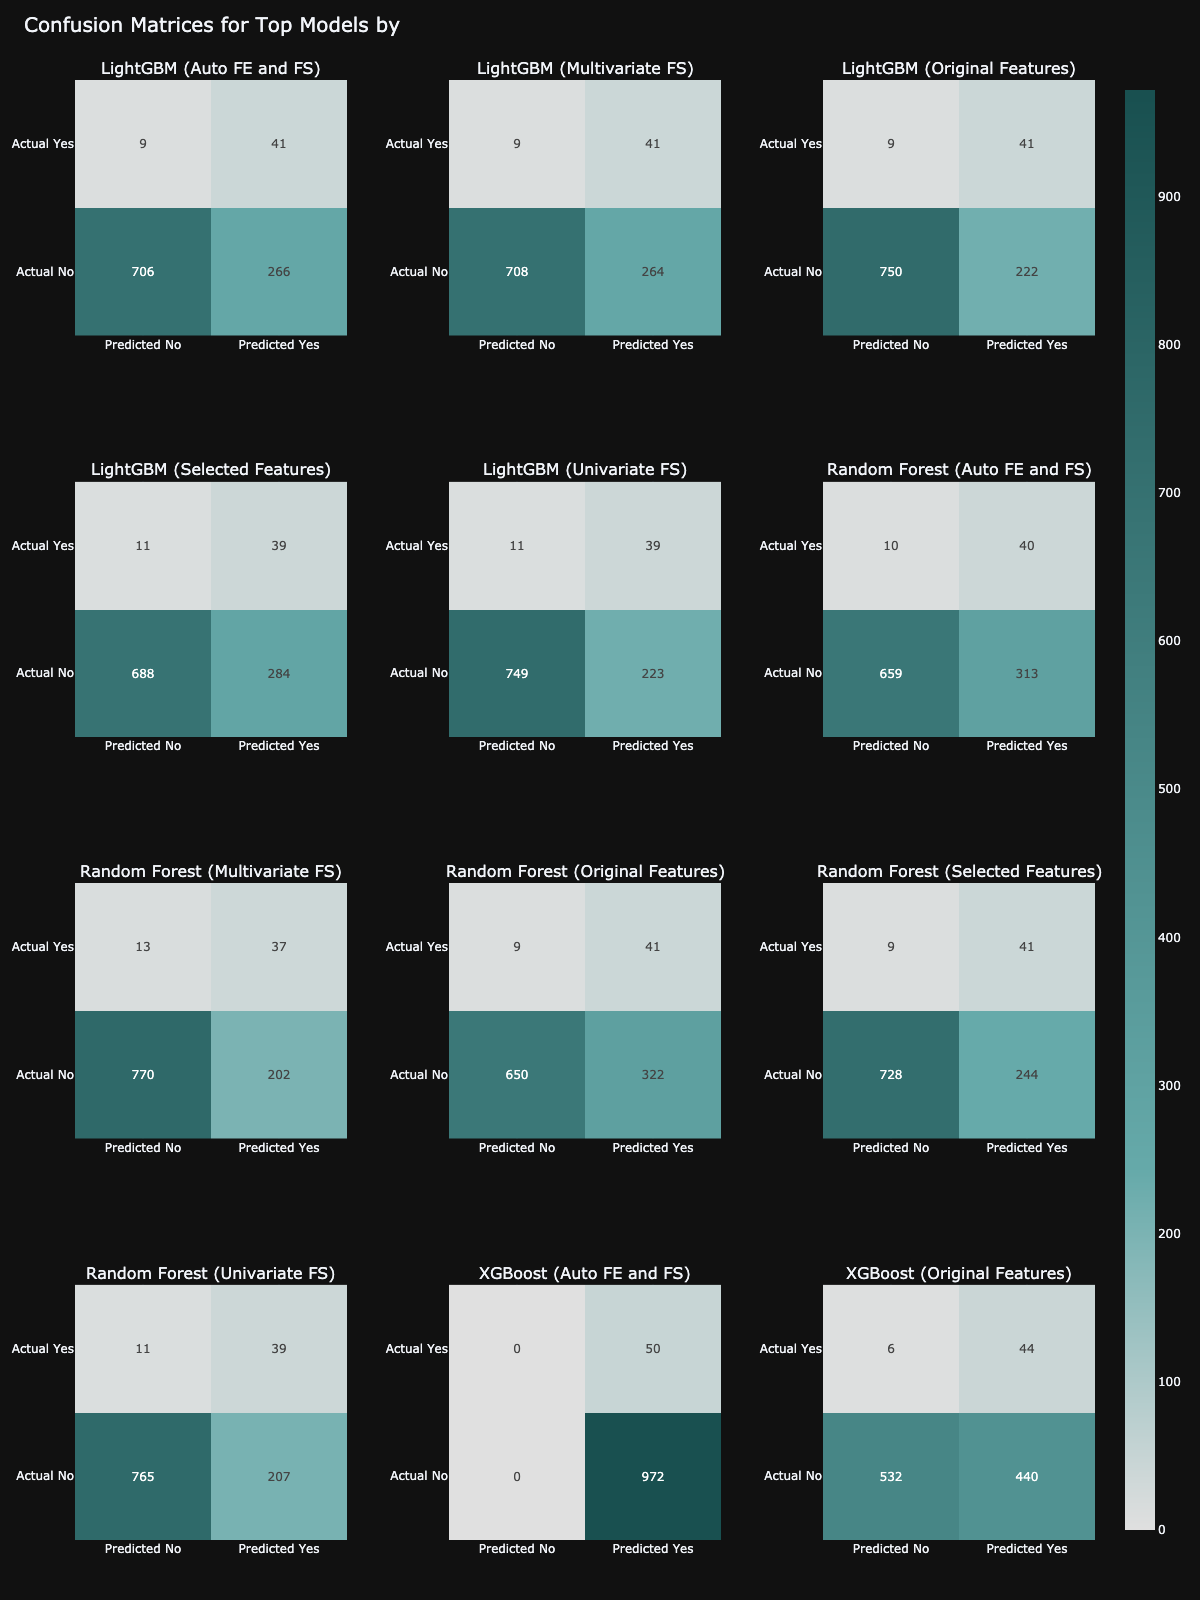 Confusion Matrices for Top Models by
LightGBM (Auto FE and FS)
Actual Yes 9 41
Actual No 706 266
Predicted No Predicted Yes
LightGBM (Multivariate FS)
Actual Yes 9 41
Actual No 708 264
Predicted No Predicted Yes
LightGBM (Original Features)
Actual Yes 9 41
Actual No 750 222
Predicted No Predicted Yes
LightGBM (Selected Features)
Actual Yes 11 39
Actual No 688 284
Predicted No Predicted Yes
LightGBM (Univariate FS)
Actual Yes 11 39
Actual No 749 223
Predicted No Predicted Yes
Random Forest (Auto FE and FS)
Actual Yes 10 40
Actual No 659 313
Predicted No Predicted Yes
Random Forest (Multivariate FS)
Actual Yes 13 37
Actual No 770 202
Predicted No Predicted Yes
Random Forest (Original Features)
Actual Yes 9 41
Actual No 650 322
Predicted No Predicted Yes
Random Forest (Selected Features)
Actual Yes 9 41
Actual No 728 244
Predicted No Predicted Yes
Random Forest (Univariate FS)
Actual Yes 11 39
Actual No 765 207
Predicted No Predicted Yes
XGBoost (Auto FE and FS)
Actual Yes 0 50
Actual No 0 972
Predicted No Predicted Yes
XGBoost (Original Features)
Actual Yes 6 44
Actual No 532 440
Predicted No Predicted Yes
900
800
700
600
500
400
300
200
100
0